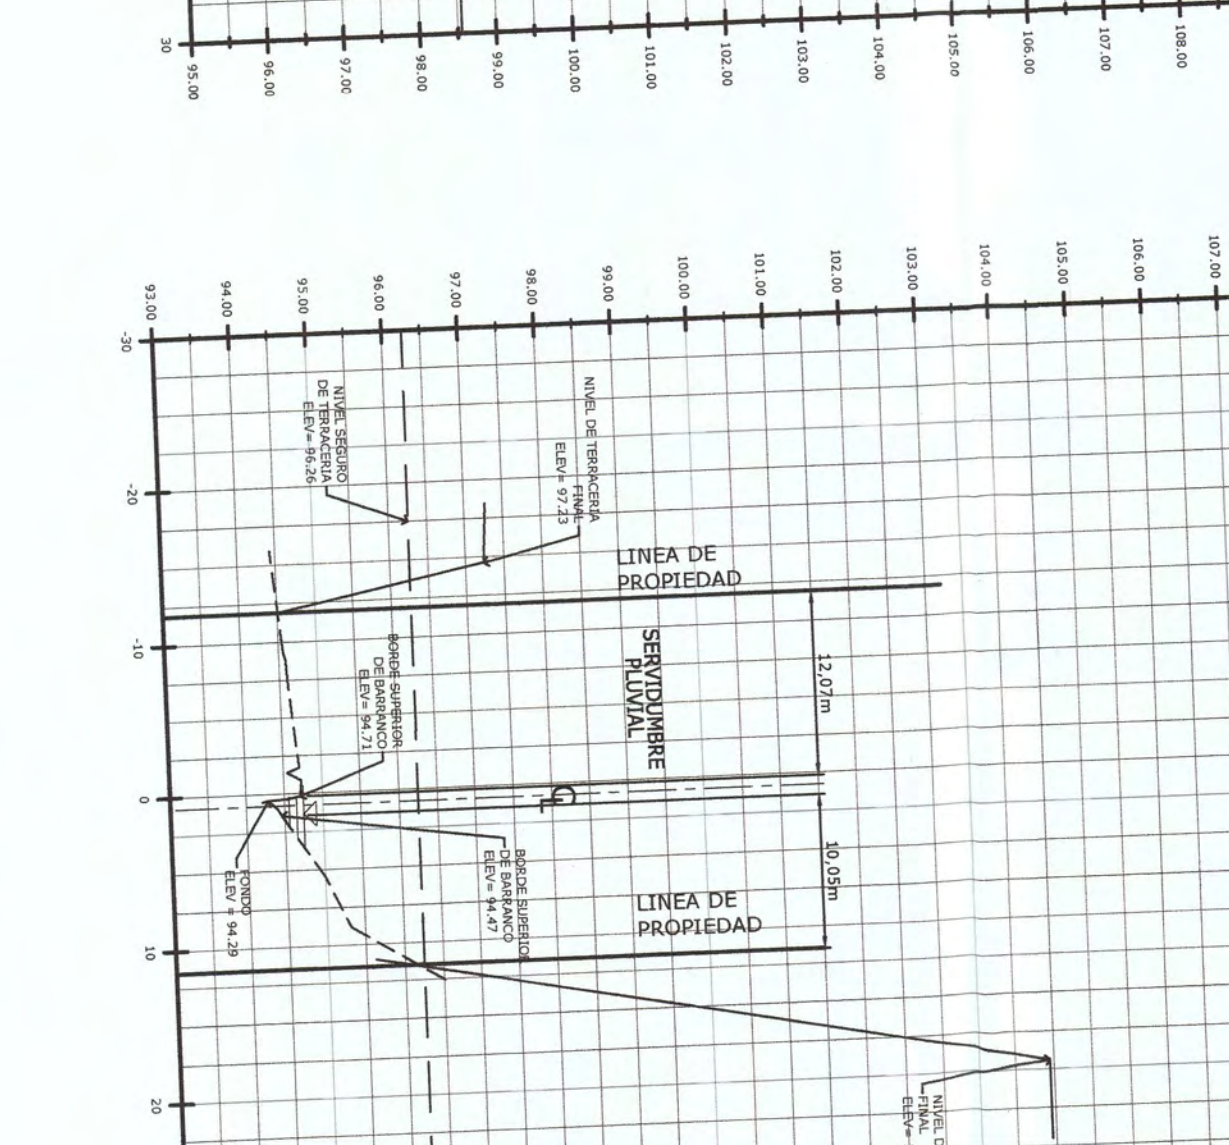 30
95.00
96.00
97.00
98.00
99.00
100.00
101.00
102.00
103.00
104.00
105.00
106.00
107.00
108.00
93.00
94.00
95.00
96.00
97.00
98.00
99.00
100.00
101.00
102.00
103.00
104.00
105.00
106.00
107.00
-30
-20
-10
0
10
20
NIVEL SEGURO
DE TERRACERIA
ELEV= 96.26
NIVEL DE TERRACERIA
FINAL
ELEV= 97.23
LINEA DE
PROPIEDAD
BORDE SUPERIOR
DE BARRANCO
ELEV= 94.71
SERVIDUMBRE
PLUVIAL
12,07m
CL
BORDE SUPERIOR
DE BARRANCO
ELEV= 94.47
FONDO
ELEV = 94.29
LINEA DE
PROPIEDAD
10,05m
NIVEL D
FINAL
ELEV=